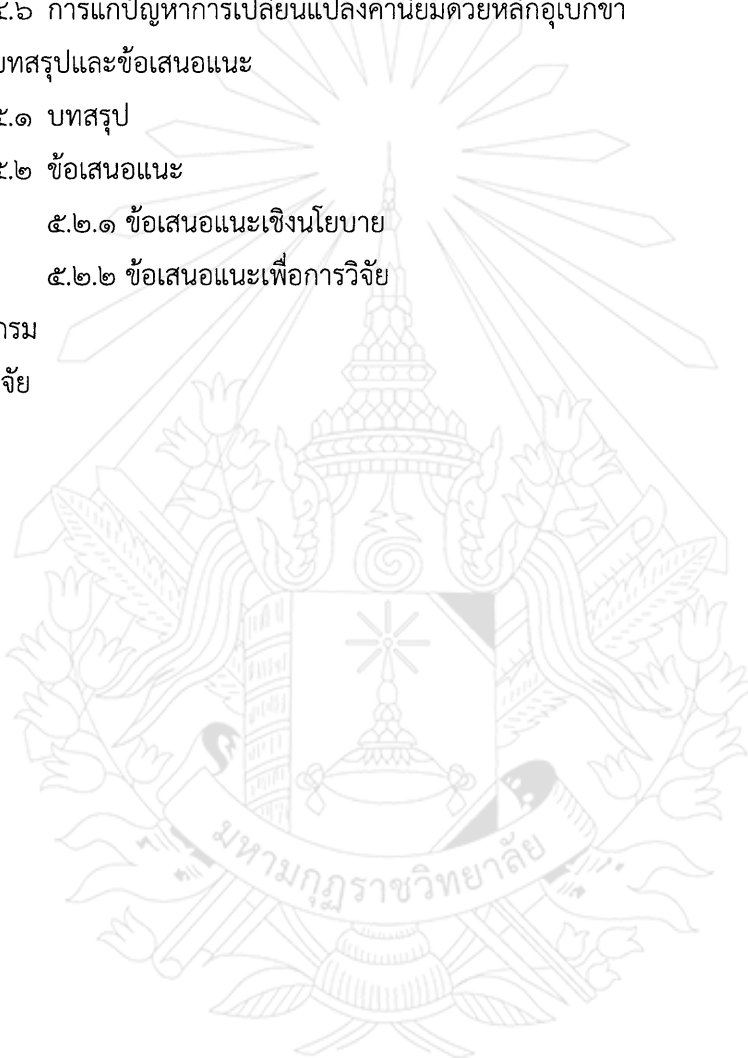 ๔.๖ การแก้ปัญหาการเปลี่ยนแปลงค่านิยมด้วยหลักอุเบกขา
บทสรุปและข้อเสนอแนะ
๕.๑ บทสรุป
๕.๒ ข้อเสนอแนะ
๕.๒.๑ ข้อเสนอแนะเชิงนโยบาย
๕.๒.๒ ข้อเสนอแนะเพื่อการวิจัย
กรม
จัย
มหามกุฏราชวิทยาลัย